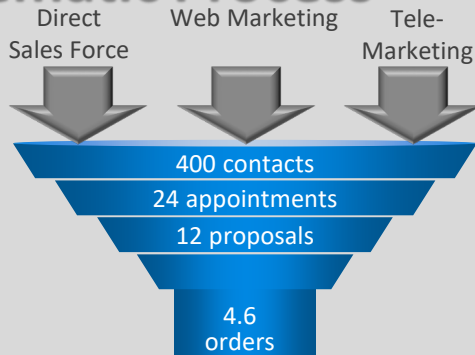 Direct
Sales Force
Web Marketing
Tele-
Marketing
400 contacts
24 appointments
12 proposals
4.6
orders